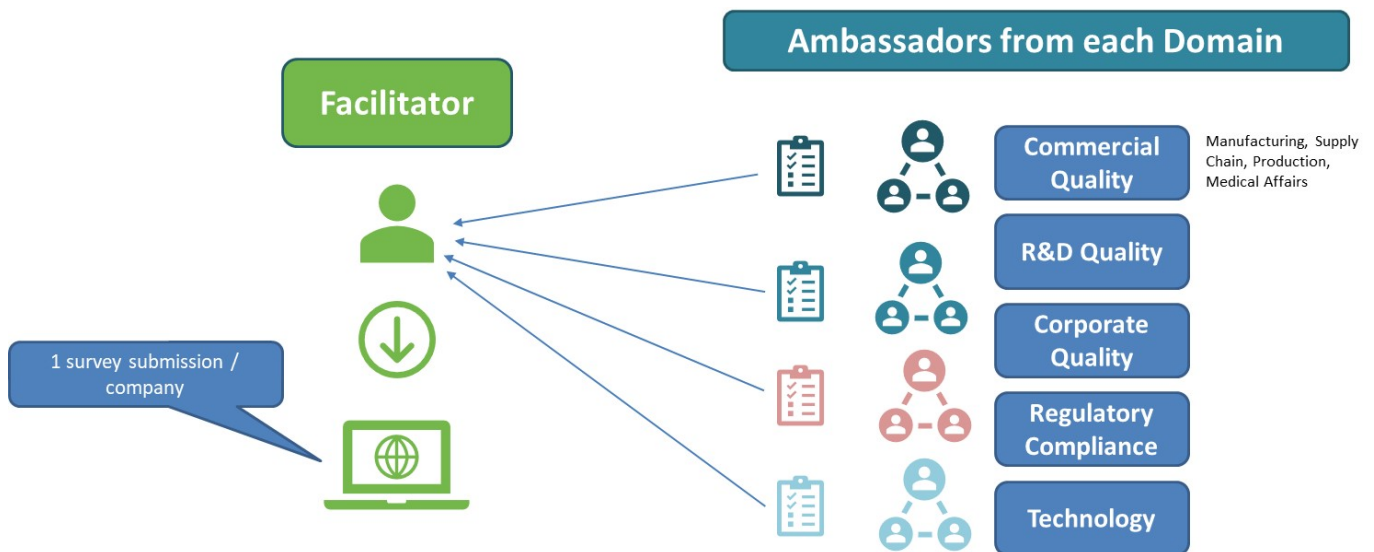 Ambassadors from each Domain
Facilitator
Commercial
Quality
Manufacturing, Supply
Chain, Production,
Medical Affairs
R&D Quality
Corporate
Quality
1 survey submission /
company
Regulatory
Compliance
Technology